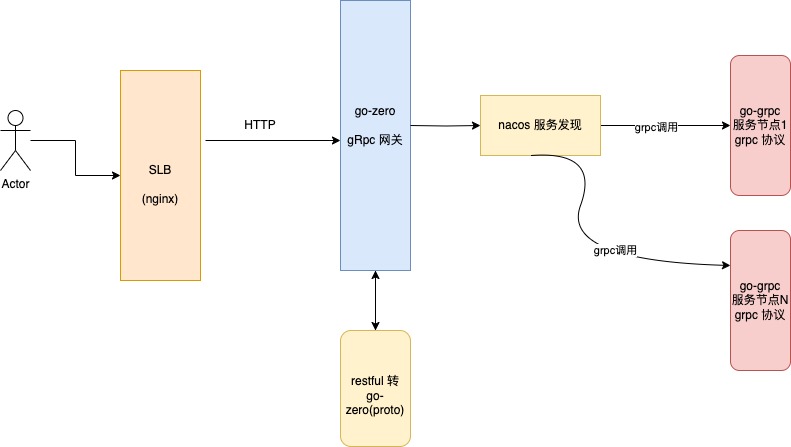 Actor
SLB
(nginx)
HTTP
go-zero
gRpc 网关
restful 转
go-
zero(proto)
nacos 服务发现
grpc调用
grpc调用
go-grpc
服务节点1
grpc 协议
go-grpc
服务节点N
grpc 协议